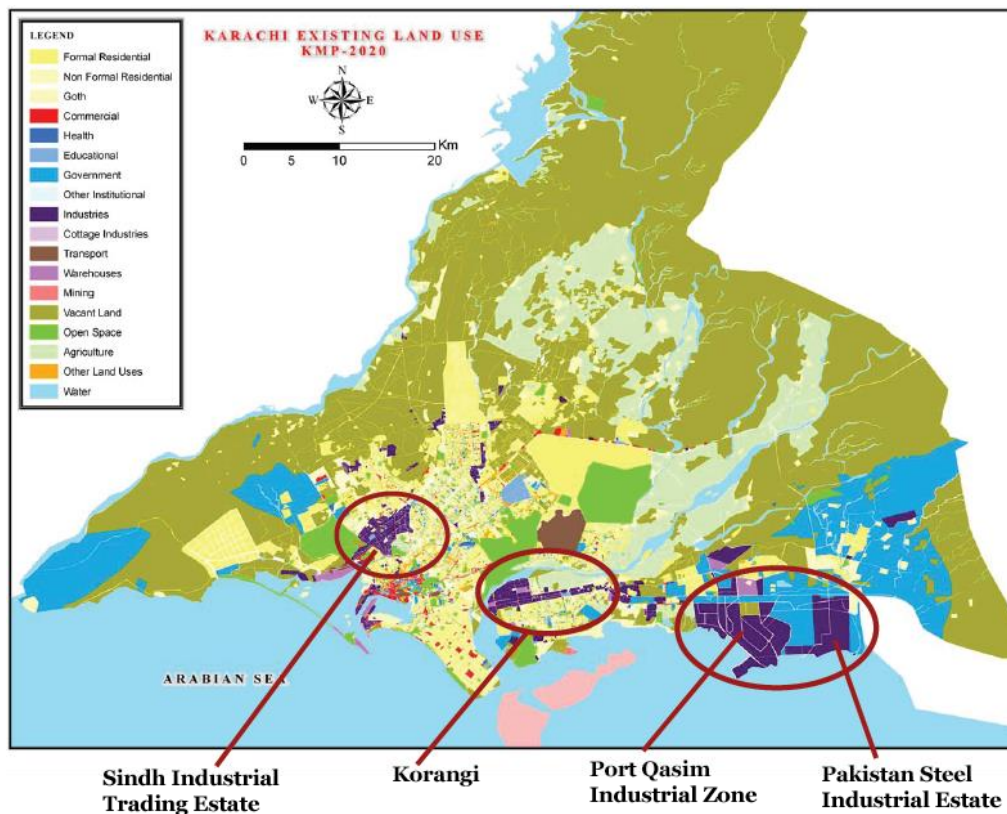 LEGEND
Formal Residential
Non Formal Residential
Goth
Commercial
Health
Educational
Government
Other Institutional
Industries
Cottage Industries
Transport
Warehouses
Mining
Vacant Land
Open Space
Agriculture
Other Land Uses
Water
KARACHI EXISTING LAND USE
KMP-2020
N
W E
S
Km
0 5 10 20
ARABIAN SEA
Sindh Industrial
Trading Estate
Korangi
Port Qasim
Industrial Zone
Pakistan Steel
Industrial Estate